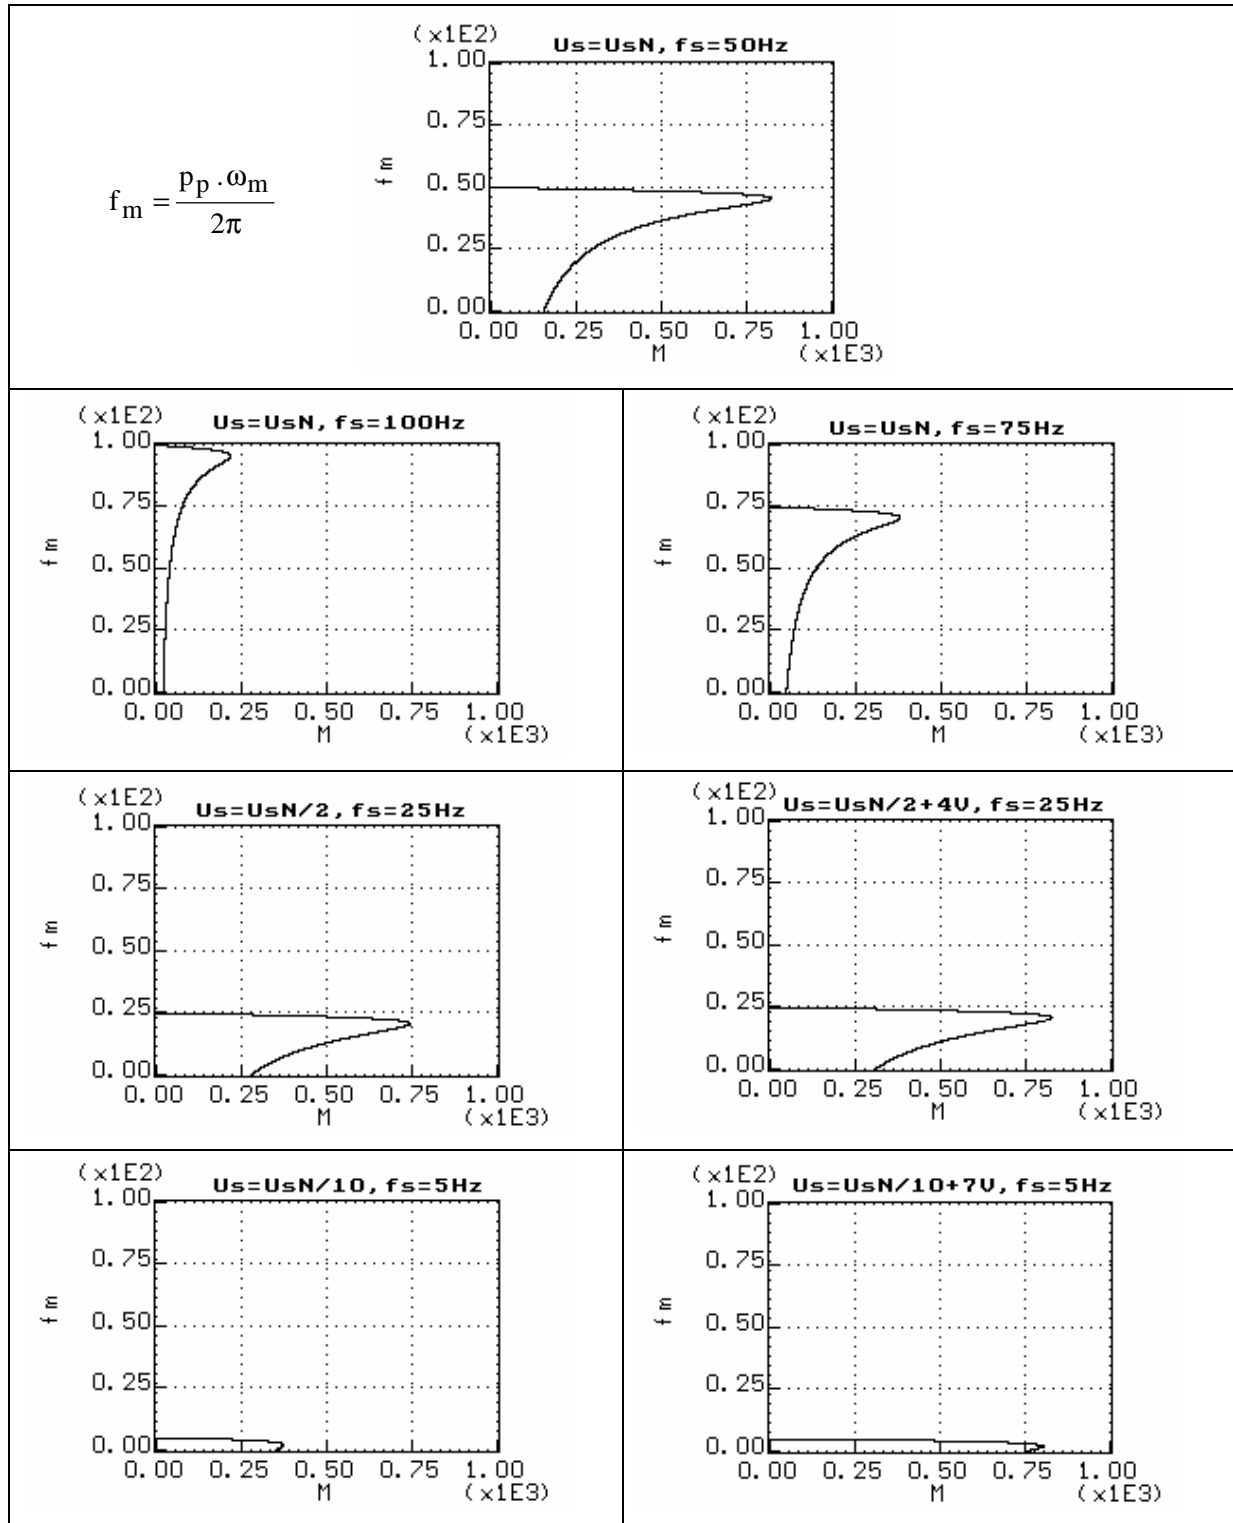 (x1E2)
Us=UsN, fs=50Hz
1.00
0.75
fm
0.50
0.25
0.00
0.00 0.25 0.50 0.75 1.00
M (x1E3)
f_m = p_p . ω_m / 2π
(x1E2)
Us=UsN, fs=100Hz
1.00
0.75
fm
0.50
0.25
0.00
0.00 0.25 0.50 0.75 1.00
M (x1E3)
(x1E2)
Us=UsN, fs=75Hz
1.00
0.75
fm
0.50
0.25
0.00
0.00 0.25 0.50 0.75 1.00
M (x1E3)
(x1E2)
Us=UsN/2, fs=25Hz
1.00
0.75
fm
0.50
0.25
0.00
0.00 0.25 0.50 0.75 1.00
M (x1E3)
(x1E2)
Us=UsN/2+4V, fs=25Hz
1.00
0.75
fm
0.50
0.25
0.00
0.00 0.25 0.50 0.75 1.00
M (x1E3)
(x1E2)
Us=UsN/10, fs=5Hz
1.00
0.75
fm
0.50
0.25
0.00
0.00 0.25 0.50 0.75 1.00
M (x1E3)
(x1E2)
Us=UsN/10+7V, fs=5Hz
1.00
0.75
fm
0.50
0.25
0.00
0.00 0.25 0.50 0.75 1.00
M (x1E3)